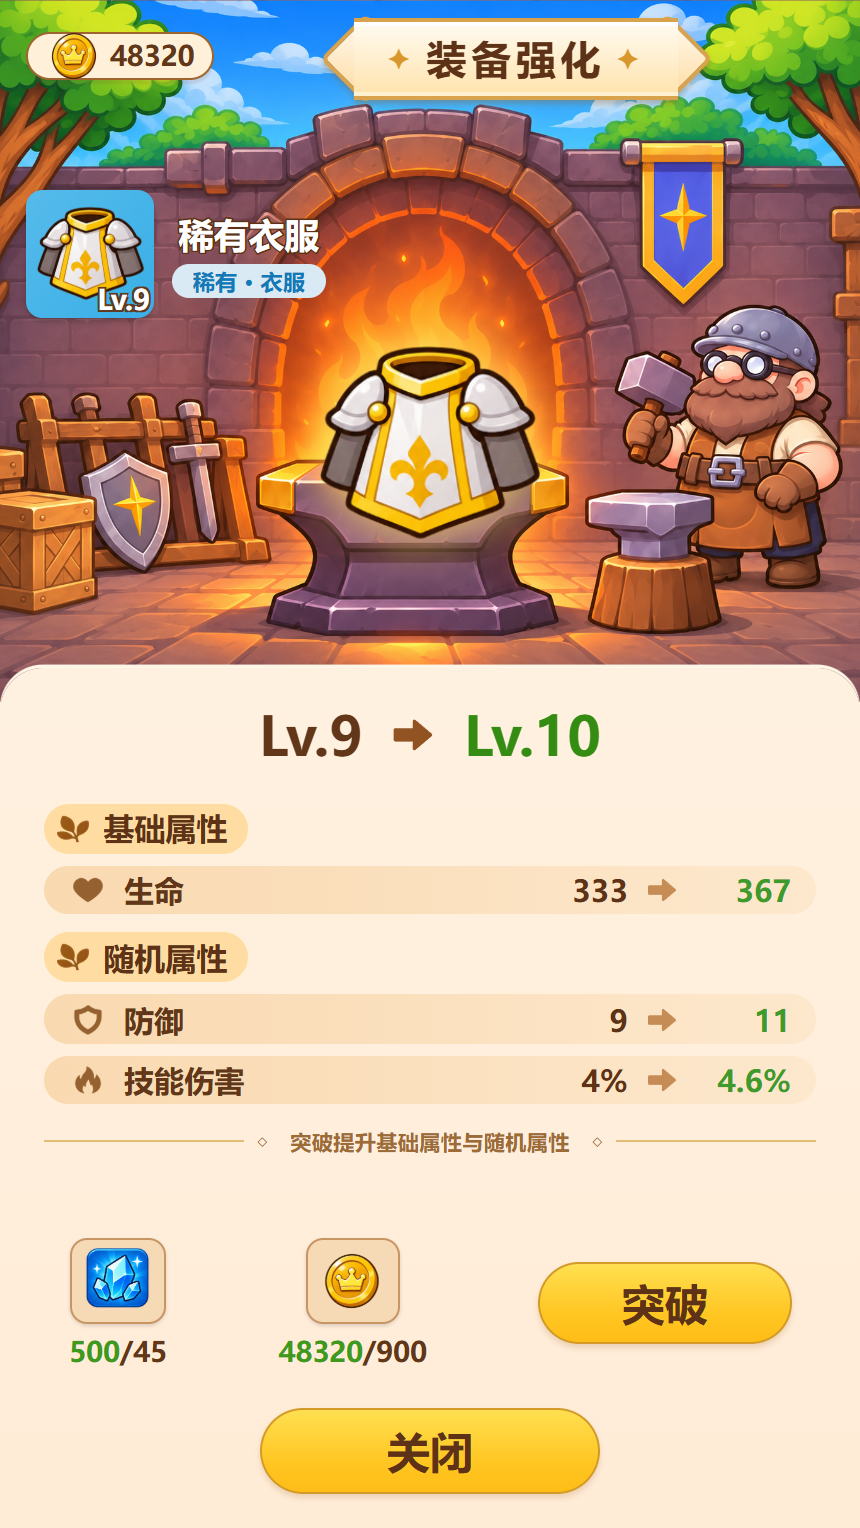 48320
装备强化
稀有衣服
稀有·衣服
Lv.9
Lv.9 Lv.10
基础属性
生命 333 367
随机属性
防御 9 11
技能伤害 4% 4.6%
突破提升基础属性与随机属性
500/45 48320/900
突破
关闭